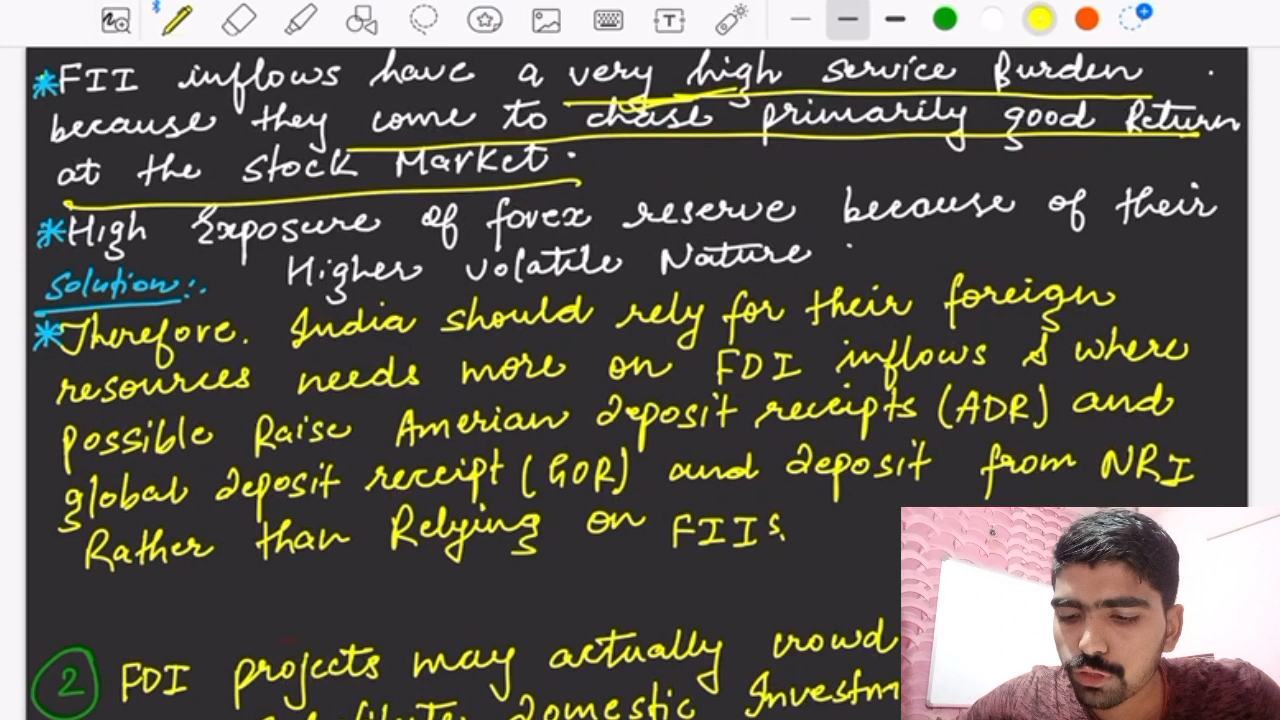 *FII inflows have a very high service Burden.
because they come to chase primarily good Return
at the stock Market.
*High Exposure of forex reserve because of their
Higher volatile Nature.
Solution:.
*Therefore. India should rely for their foreign
resources needs more on FDI inflows & where
possible Raise Amerian deposit receipts (ADR) and
global deposit receipt (GDR) and deposit from NRI
Rather than Relying on FIIs.
2 FDI projects may actually crowd
domestic Investm